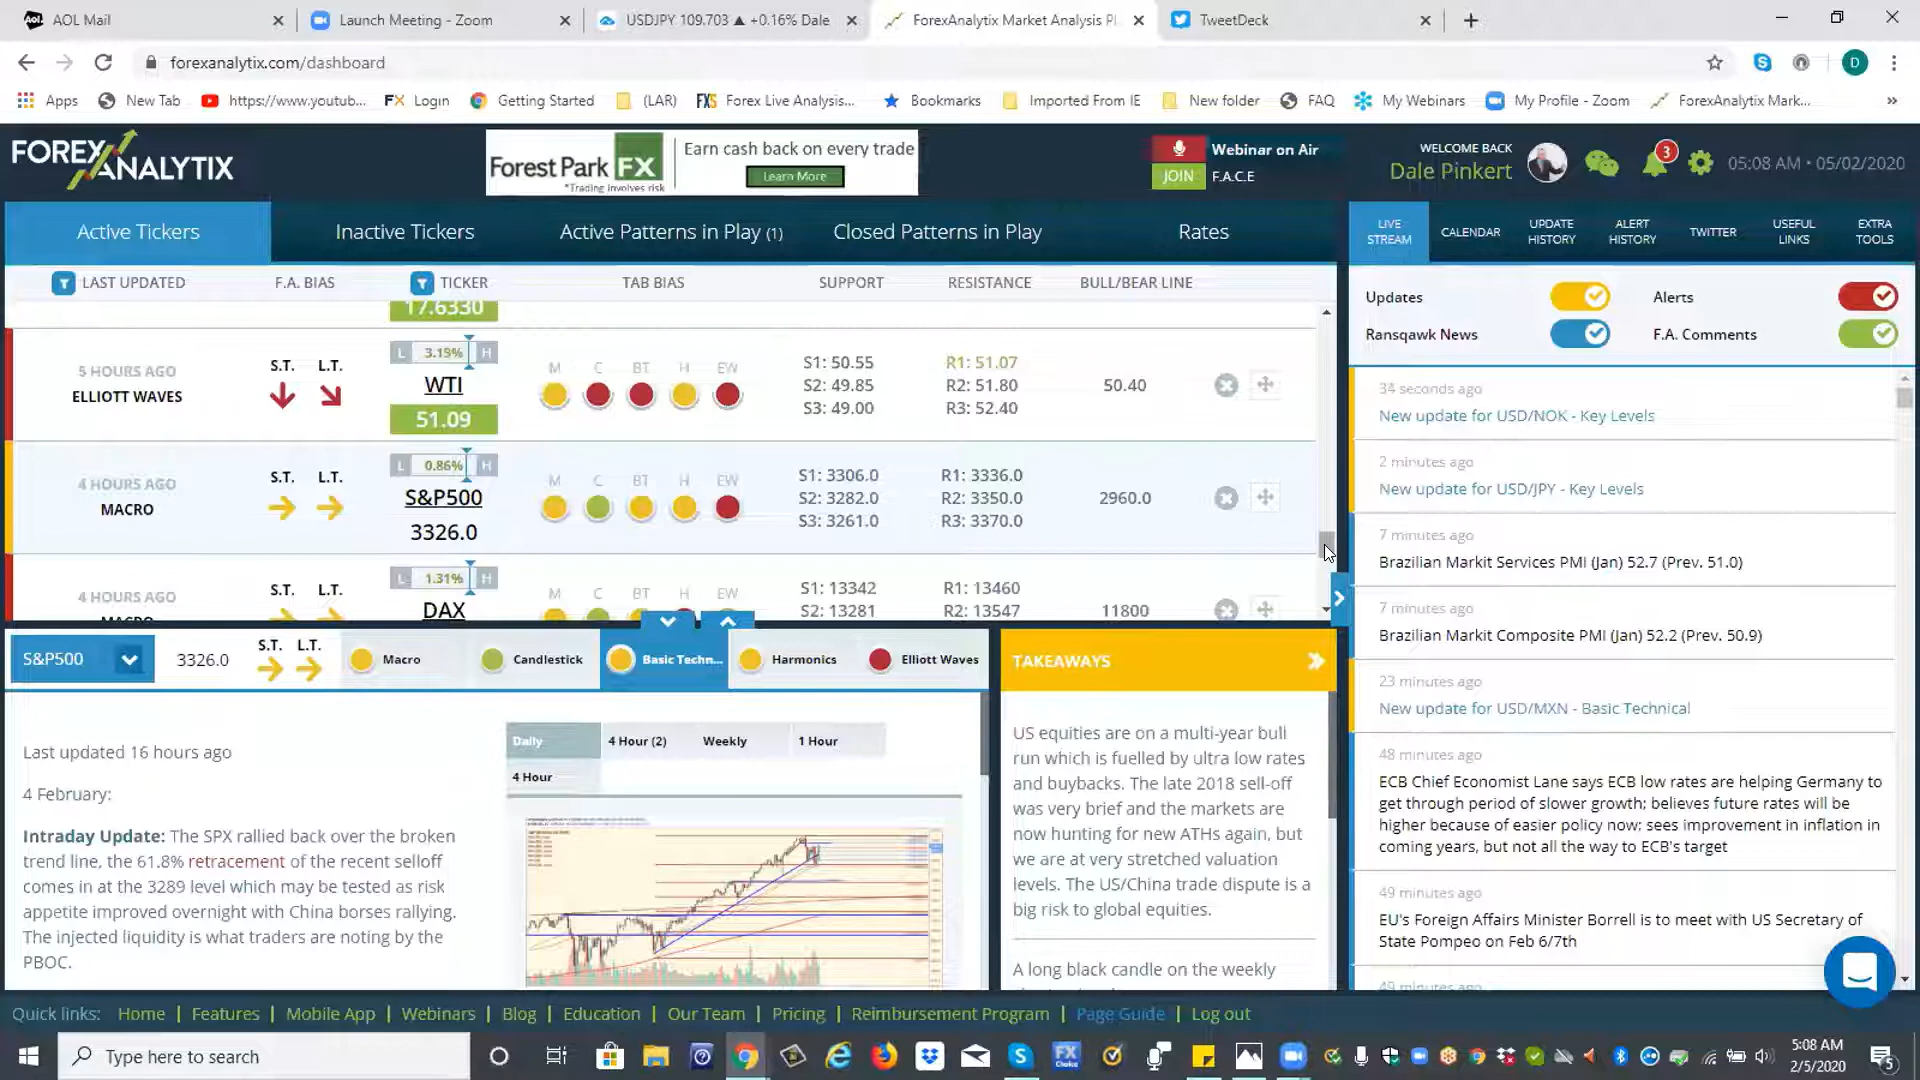 AOL Mail
Launch Meeting - Zoom
USDJPY 109.703 ▲ +0.16% Dale
ForexAnalytix Market Analysis Pl
TweetDeck
forexanalytix.com/dashboard
D
Apps
New Tab
https://www.youtub...
FX Login
Getting Started
(LAR)
FXS Forex Live Analysis...
Bookmarks
Imported From IE
New folder
FAQ
My Webinars
My Profile - Zoom
ForexAnalytix Mark...
FOREX ANALYTIX
Forest Park FX
*Trading involves risk
Earn cash back on every trade
Learn More
Webinar on Air
JOIN F.A.C.E
WELCOME BACK
Dale Pinkert
3
05:08 AM • 05/02/2020
Active Tickers
Inactive Tickers
Active Patterns in Play (1)
Closed Patterns in Play
Rates
LAST UPDATED
F.A. BIAS
TICKER
TAB BIAS
SUPPORT
RESISTANCE
BULL/BEAR LINE
17.6330
5 HOURS AGO
ELLIOTT WAVES
S.T. L.T.
L 3.19% H
WTI
51.09
M C BT H EW
S1: 50.55
S2: 49.85
S3: 49.00
R1: 51.07
R2: 51.80
R3: 52.40
50.40
4 HOURS AGO
MACRO
S.T. L.T.
L 0.86% H
S&P500
3326.0
M C BT H EW
S1: 3306.0
S2: 3282.0
S3: 3261.0
R1: 3336.0
R2: 3350.0
R3: 3370.0
2960.0
4 HOURS AGO
MACRO
S.T. L.T.
L 1.31% H
DAX
M C BT H EW
S1: 13342
S2: 13281
R1: 13460
R2: 13547
11800
S&P500
3326.0
S.T. L.T.
Macro
Candlestick
Basic Techn...
Harmonics
Elliott Waves
Last updated 16 hours ago
4 February:
Intraday Update: The SPX rallied back over the broken
trend line, the 61.8% retracement of the recent selloff
comes in at the 3289 level which may be tested as risk
appetite improved overnight with China borses rallying.
The injected liquidity is what traders are noting by the
PBOC.
Daily
4 Hour (2)
Weekly
1 Hour
4 Hour
TAKEAWAYS
US equities are on a multi-year bull
run which is fuelled by ultra low rates
and buybacks. The late 2018 sell-off
was very brief and the markets are
now hunting for new ATHs again, but
we are at very stretched valuation
levels. The US/China trade dispute is a
big risk to global equities.
A long black candle on the weekly
LIVE STREAM
CALENDAR
UPDATE HISTORY
ALERT HISTORY
TWITTER
USEFUL LINKS
EXTRA TOOLS
Updates
Alerts
Ransqawk News
F.A. Comments
34 seconds ago
New update for USD/NOK - Key Levels
2 minutes ago
New update for USD/JPY - Key Levels
7 minutes ago
Brazilian Markit Services PMI (Jan) 52.7 (Prev. 51.0)
7 minutes ago
Brazilian Markit Composite PMI (Jan) 52.2 (Prev. 50.9)
23 minutes ago
New update for USD/MXN - Basic Technical
48 minutes ago
ECB Chief Economist Lane says ECB low rates are helping Germany to
get through period of slower growth; believes future rates will be
higher because of easier policy now; sees improvement in inflation in
coming years, but not all the way to ECB's target
49 minutes ago
EU's Foreign Affairs Minister Borrell is to meet with US Secretary of
State Pompeo on Feb 6/7th
49 minutes ago
Quick links: Home | Features | Mobile App | Webinars | Blog | Education | Our Team | Pricing | Reimbursement Program | Page Guide | Log out
Type here to search
FX Choice
5:08 AM
2/5/2020
5